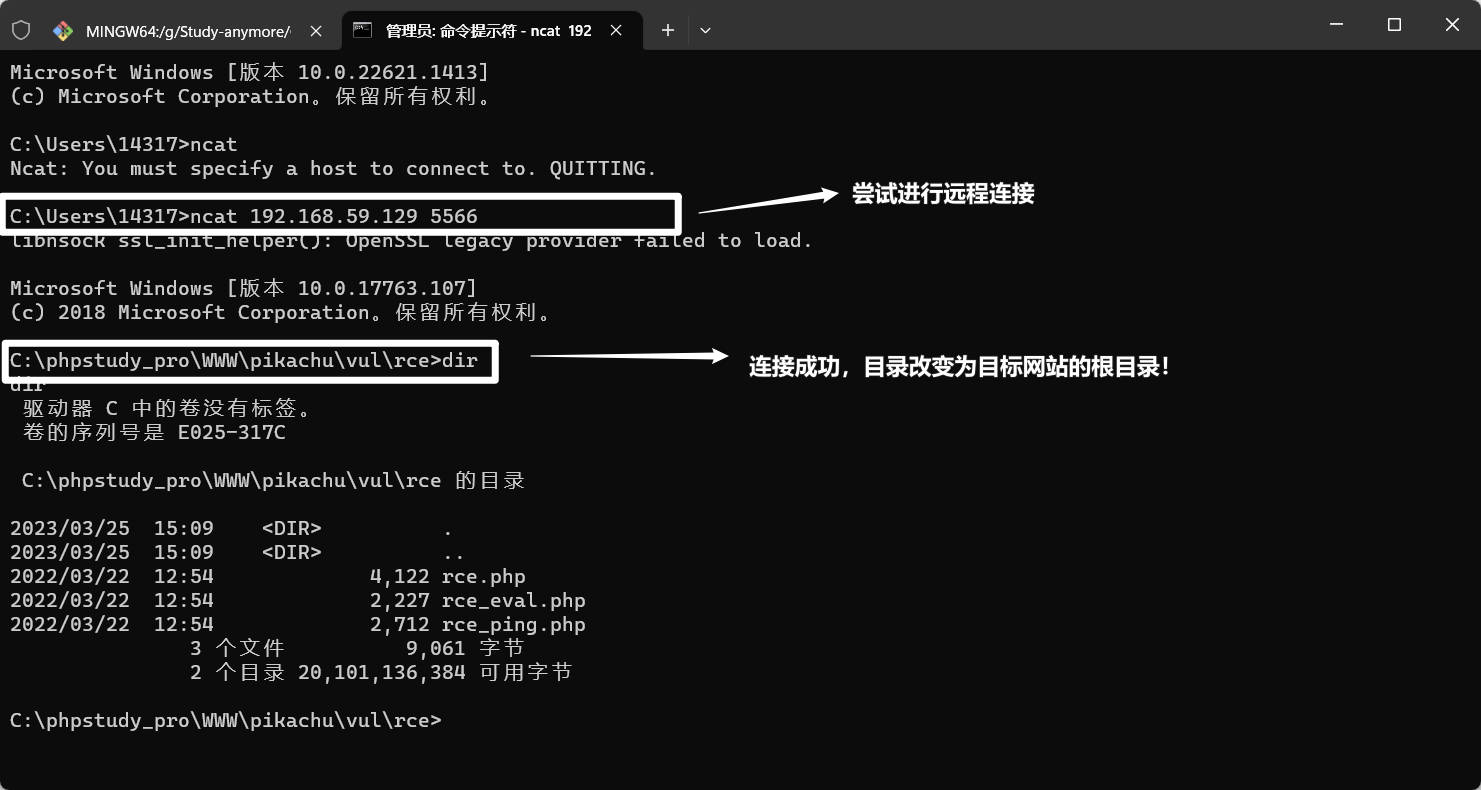 MINGW64:/g/Study-anymore/
管理员: 命令提示符 - ncat 192
Microsoft Windows [版本 10.0.22621.1413]
(c) Microsoft Corporation。保留所有权利。
C:\Users\14317>ncat
Ncat: You must specify a host to connect to. QUITTING.
C:\Users\14317>ncat 192.168.59.129 5566
尝试进行远程连接
libnsock ssl_init_helper(): OpenSSL legacy provider failed to load.
Microsoft Windows [版本 10.0.17763.107]
(c) 2018 Microsoft Corporation。保留所有权利。
C:\phpstudy_pro\WWW\pikachu\vul\rce>dir
连接成功，目录改变为目标网站的根目录！
dir
驱动器 C 中的卷没有标签。
卷的序列号是 E025-317C
C:\phpstudy_pro\WWW\pikachu\vul\rce 的目录
2023/03/25  15:09    <DIR>          .
2023/03/25  15:09    <DIR>          ..
2022/03/22  12:54             4,122 rce.php
2022/03/22  12:54             2,227 rce_eval.php
2022/03/22  12:54             2,712 rce_ping.php
3 个文件          9,061 字节
2 个目录 20,101,136,384 可用字节
C:\phpstudy_pro\WWW\pikachu\vul\rce>